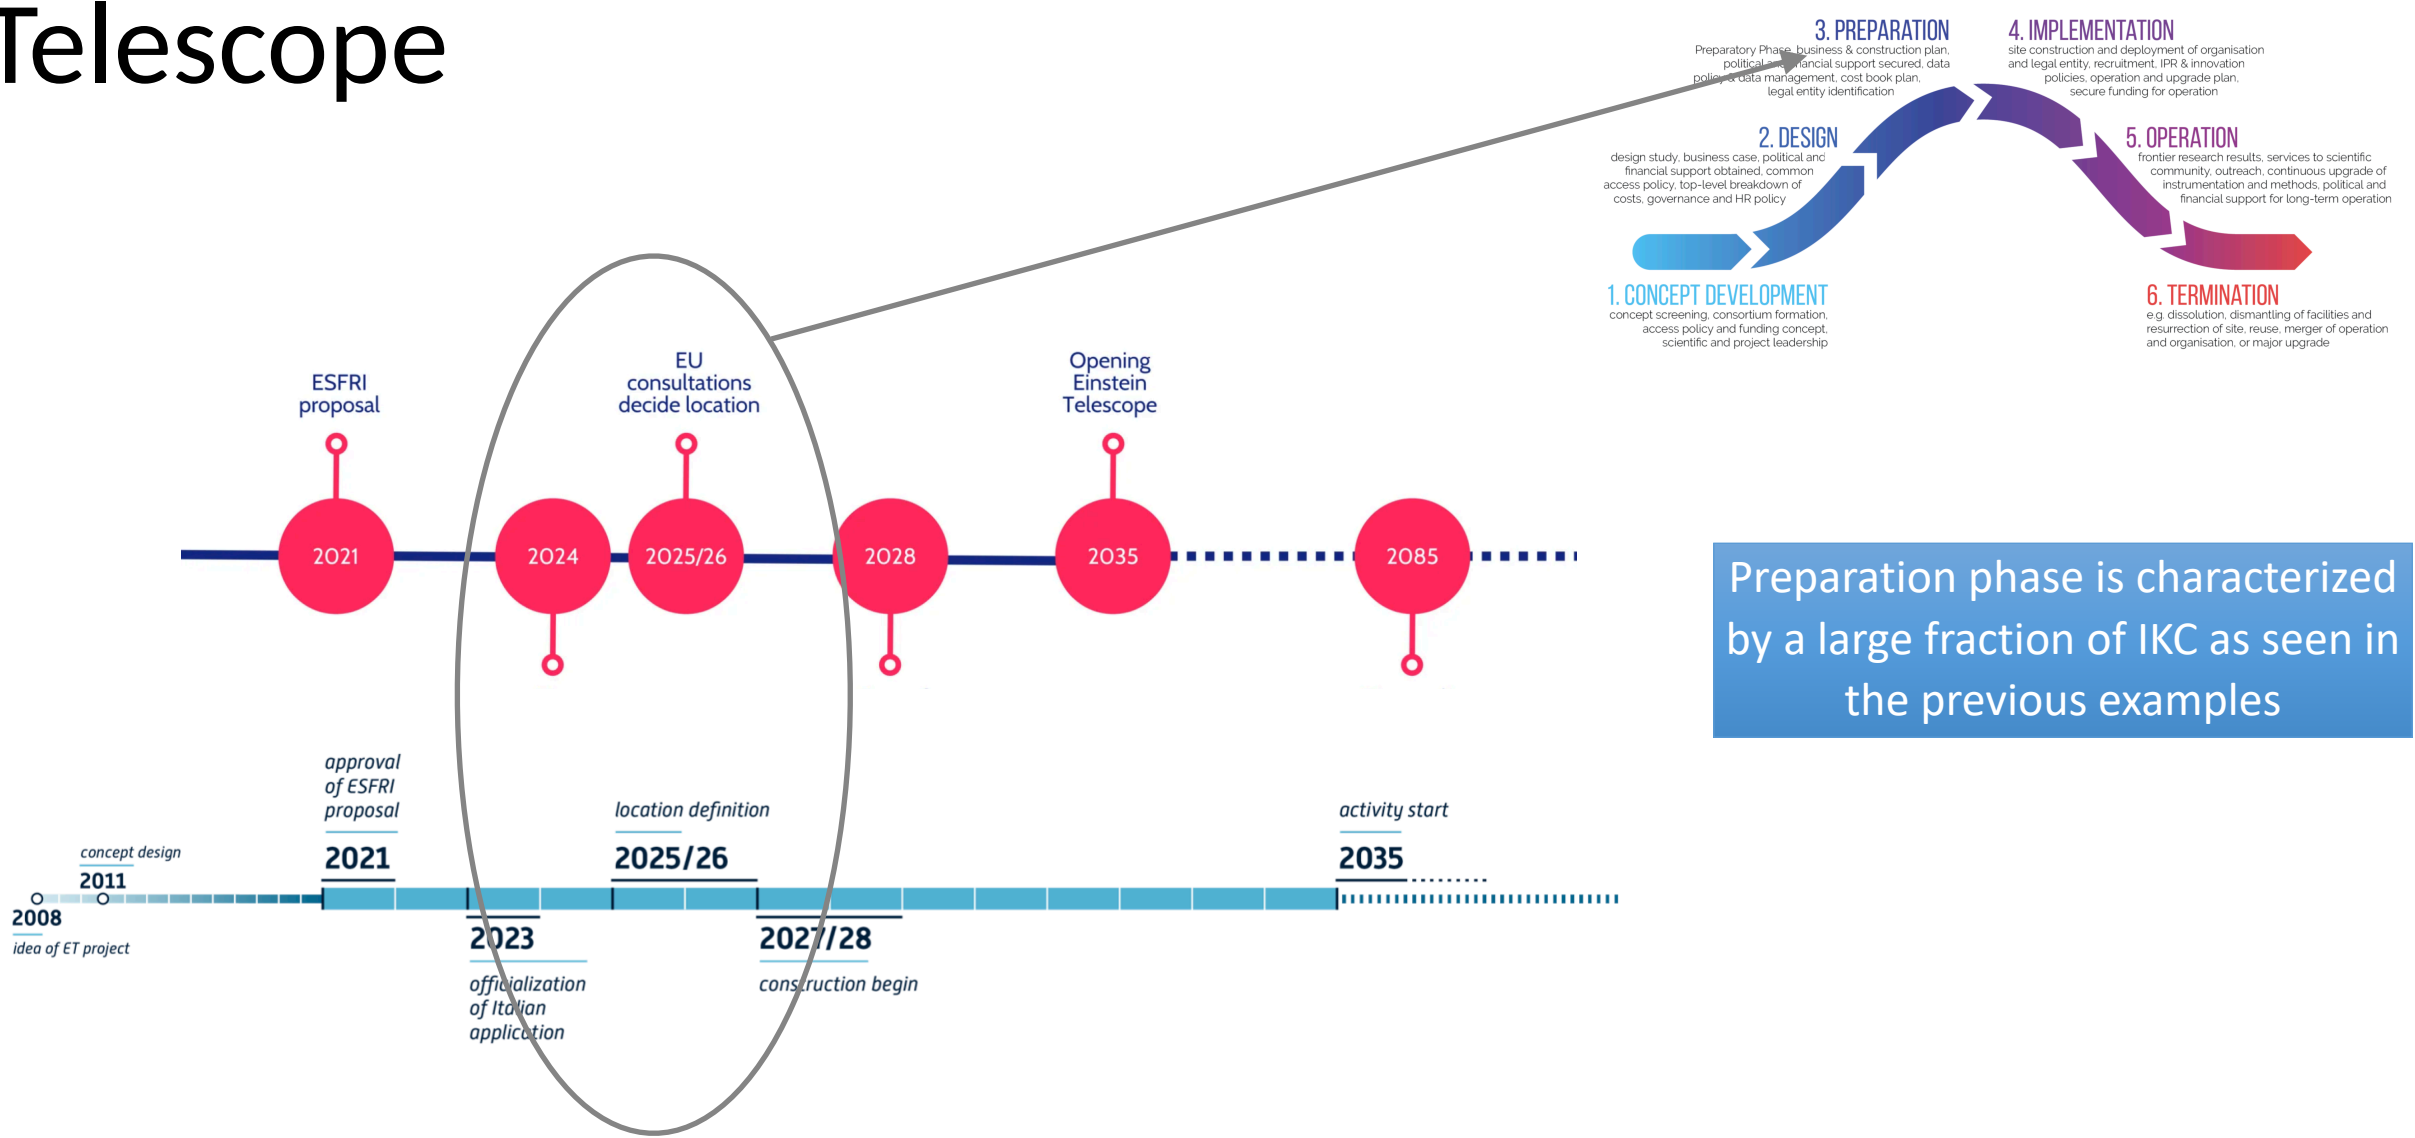 Telescope
3. PREPARATION
Preparatory Phase, business & construction plan,
political and financial support secured, data
policy & data management, cost book plan,
legal entity identification
4. IMPLEMENTATION
site construction and deployment of organisation
and legal entity, recruitment, IPR & innovation
policies, operation and upgrade plan,
secure funding for operation
2. DESIGN
design study, business case, political and
financial support obtained, common
access policy, top-level breakdown of
costs, governance and HR policy
5. OPERATION
frontier research results, services to scientific
community, outreach, continuous upgrade of
instrumentation and methods, political and
financial support for long-term operation
1. CONCEPT DEVELOPMENT
concept screening, consortium formation,
access policy and funding concept,
scientific and project leadership
6. TERMINATION
e.g. dissolution, dismantling of facilities and
resurrection of site, reuse, merger of operation
and organisation, or major upgrade
ESFRI
proposal
EU
consultations
decide location
Opening
Einstein
Telescope
2021
2024
2025/26
2028
2035
2085
Preparation phase is characterized
by a large fraction of IKC as seen in
the previous examples
approval
of ESFRI
proposal
2021
location definition
2025/26
activity start
2035
concept design
2011
2008
idea of ET project
2023
officialization
of Italian
application
2027/28
construction begin